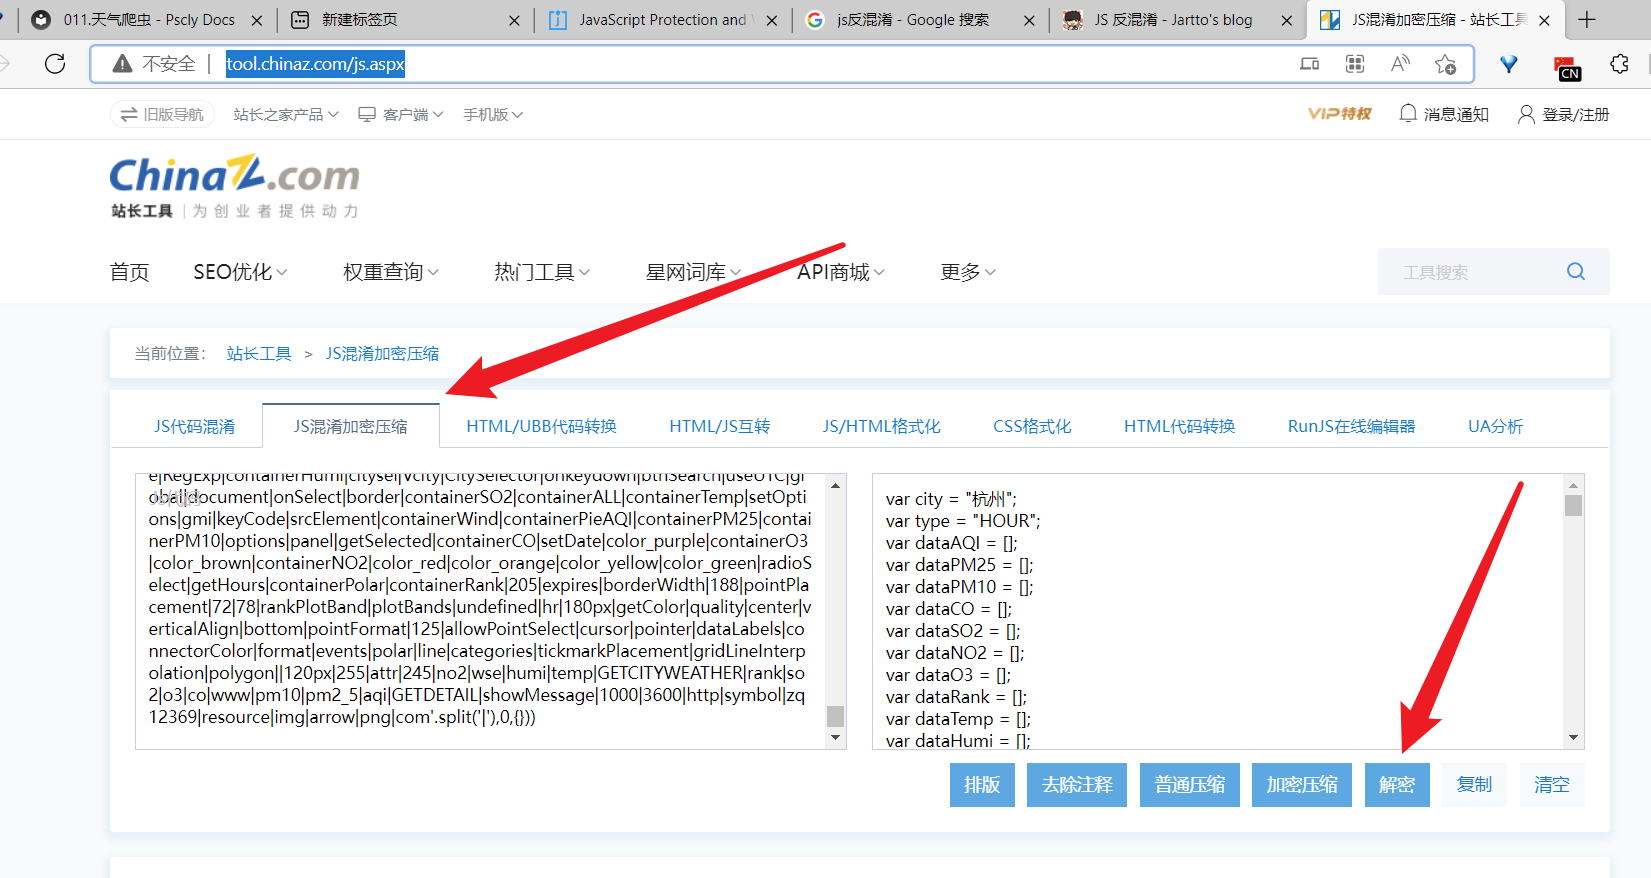 011.天气爬虫 - Pscly Docs
新建标签页
JavaScript Protection and
js反混淆 - Google 搜索
JS 反混淆 - Jartto's blog
JS混淆加密压缩 - 站长工具
不安全
tool.chinaz.com/js.aspx
CN
旧版导航
站长之家产品
客户端
手机版
VIP特权
消息通知
登录/注册
ChinaZ.com
站长工具 | 为创业者提供动力
首页
SEO优化
权重查询
热门工具
星网词库
API商城
更多
工具搜索
当前位置： 站长工具 > JS混淆加密压缩
JS代码混淆
JS混淆加密压缩
HTML/UBB代码转换
HTML/JS互转
JS/HTML格式化
CSS格式化
HTML代码转换
RunJS在线编辑器
UA分析
e|RegExp|containerHumi|citysel|Vcity|CitySelector|onkeydown|btnSearch|useUTC|gl
obal|document|onSelect|border|containerSO2|containerALL|containerTemp|setOpti
ons|gmi|keyCode|srcElement|containerWind|containerPieAQI|containerPM25|contai
nerPM10|options|panel|getSelected|containerCO|setDate|color_purple|containerO3
|color_brown|containerNO2|color_red|color_orange|color_yellow|color_green|radioS
elect|getHours|containerPolar|containerRank|205|expires|borderWidth|188|pointPla
cement|72|78|rankPlotBand|plotBands|undefined|hr|180px|getColor|quality|center|v
erticalAlign|bottom|pointFormat|125|allowPointSelect|cursor|pointer|dataLabels|co
nnectorColor|format|events|polar|line|categories|tickmarkPlacement|gridLineInterp
olation|polygon||120px|255|attr|245|no2|wse|humi|temp|GETCITYWEATHER|rank|so
2|o3|co|www|pm10|pm2_5|aqi|GETDETAIL|showMessage|1000|3600|http|symbol|zq
12369|resource|img|arrow|png|com'.split('|'),0,{}))
var city = "杭州";
var type = "HOUR";
var dataAQI = [];
var dataPM25 = [];
var dataPM10 = [];
var dataCO = [];
var dataSO2 = [];
var dataNO2 = [];
var dataO3 = [];
var dataRank = [];
var dataTemp = [];
var dataHumi = [];
排版
去除注释
普通压缩
加密压缩
解密
复制
清空